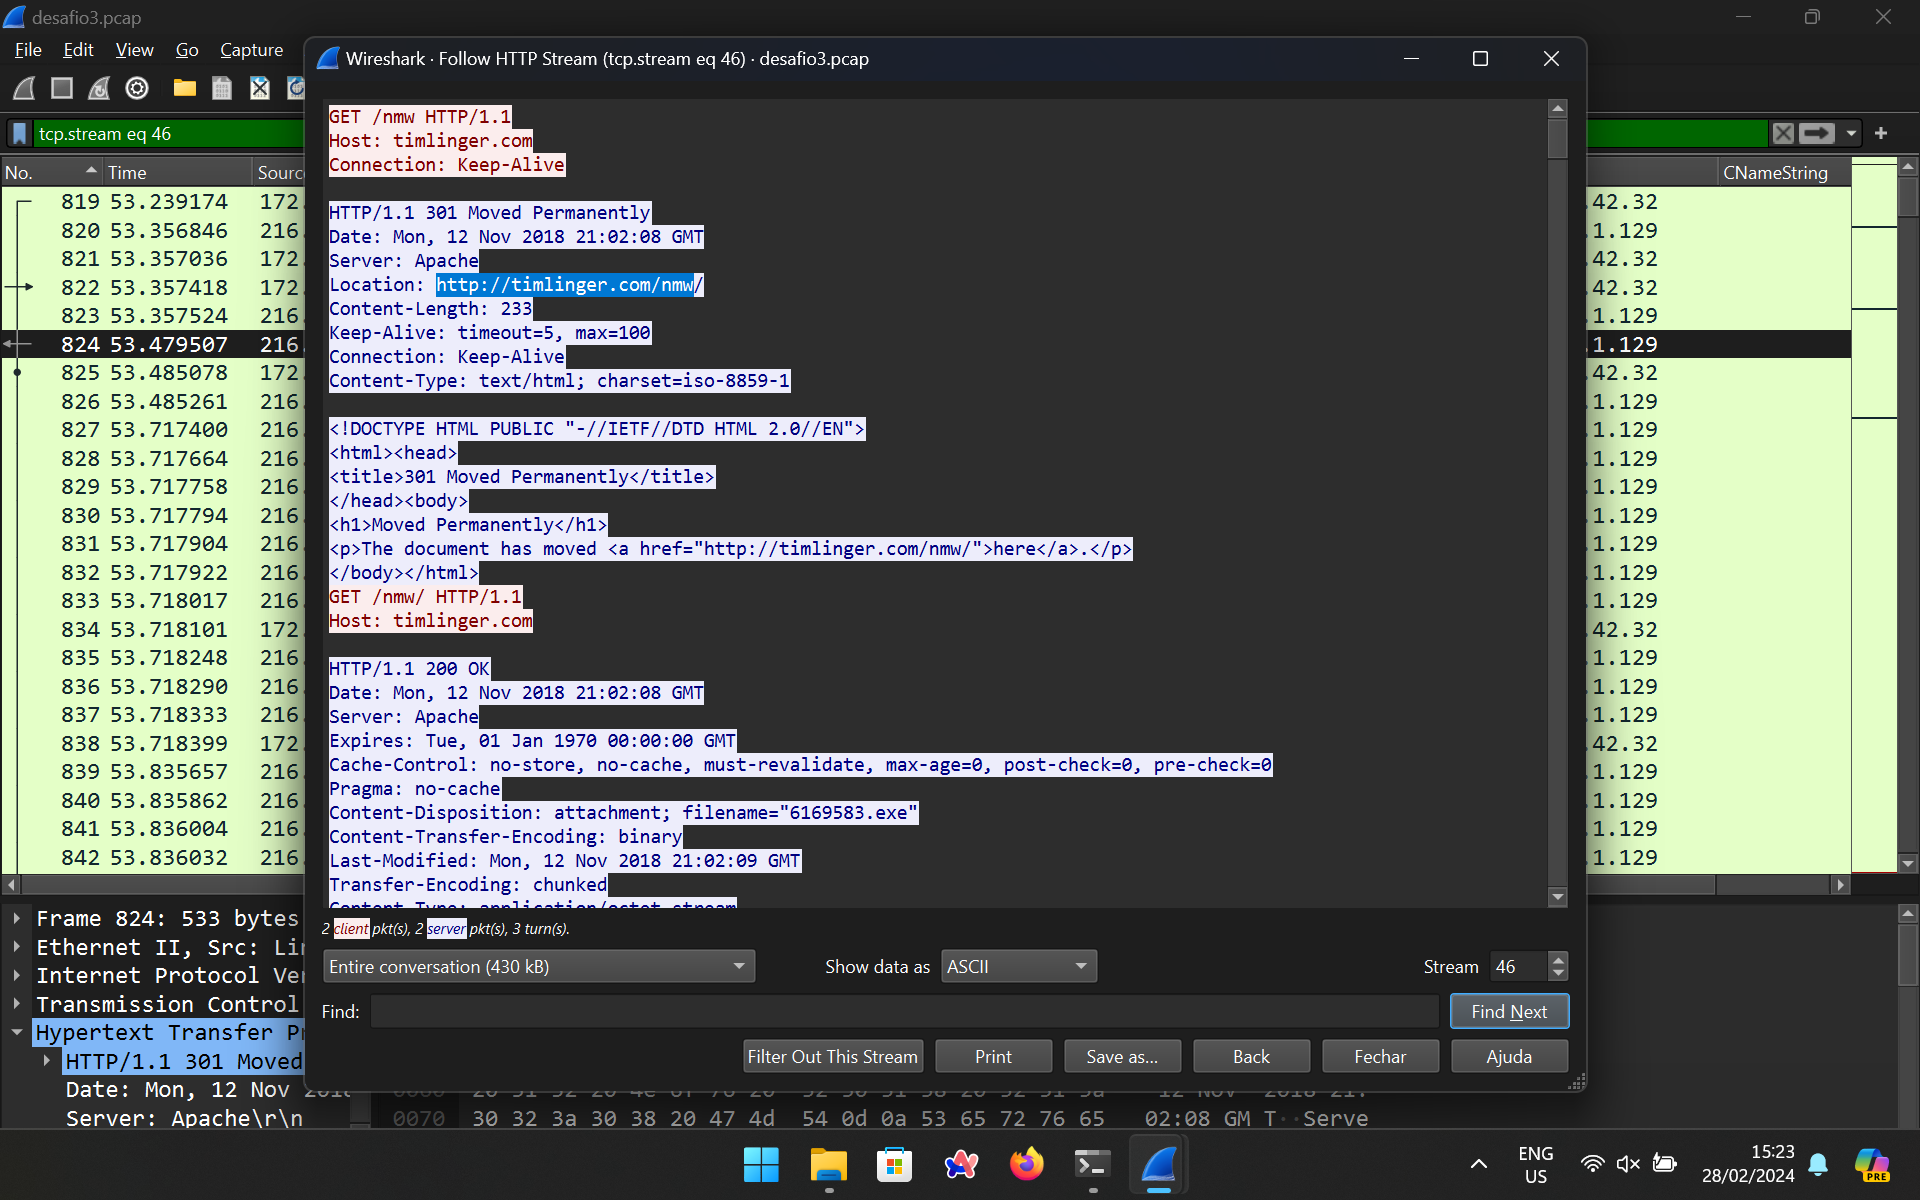 desafio3.pcap
File Edit View Go Capture
Wireshark · Follow HTTP Stream (tcp.stream eq 46) · desafio3.pcap
tcp.stream eq 46
No. Time Sourc CNameString
819 53.239174 172. .42.32
820 53.356846 216. .1.129
821 53.357036 172. .42.32
822 53.357418 172. .42.32
823 53.357524 216. .1.129
824 53.479507 216. .1.129
825 53.485078 172. .42.32
826 53.485261 216. .1.129
827 53.717400 216. .1.129
828 53.717664 216. .1.129
829 53.717758 216. .1.129
830 53.717794 216. .1.129
831 53.717904 216. .1.129
832 53.717922 216. .1.129
833 53.718017 216. .1.129
834 53.718101 172. .42.32
835 53.718248 216. .1.129
836 53.718290 216. .1.129
837 53.718333 216. .1.129
838 53.718399 172. .42.32
839 53.835657 216. .1.129
840 53.835862 216. .1.129
841 53.836004 216. .1.129
842 53.836032 216. .1.129
GET /nmw HTTP/1.1
Host: timlinger.com
Connection: Keep-Alive
HTTP/1.1 301 Moved Permanently
Date: Mon, 12 Nov 2018 21:02:08 GMT
Server: Apache
Location: http://timlinger.com/nmw/
Content-Length: 233
Keep-Alive: timeout=5, max=100
Connection: Keep-Alive
Content-Type: text/html; charset=iso-8859-1
<!DOCTYPE HTML PUBLIC "-//IETF//DTD HTML 2.0//EN">
<html><head>
<title>301 Moved Permanently</title>
</head><body>
<h1>Moved Permanently</h1>
<p>The document has moved <a href="http://timlinger.com/nmw/">here</a>.</p>
</body></html>
GET /nmw/ HTTP/1.1
Host: timlinger.com
HTTP/1.1 200 OK
Date: Mon, 12 Nov 2018 21:02:08 GMT
Server: Apache
Expires: Tue, 01 Jan 1970 00:00:00 GMT
Cache-Control: no-store, no-cache, must-revalidate, max-age=0, post-check=0, pre-check=0
Pragma: no-cache
Content-Disposition: attachment; filename="6169583.exe"
Content-Transfer-Encoding: binary
Last-Modified: Mon, 12 Nov 2018 21:02:09 GMT
Transfer-Encoding: chunked
Content-Type: application/octet-stream
2 client pkt(s), 2 server pkt(s), 3 turn(s).
Entire conversation (430 kB) Show data as ASCII Stream 46
Find: Find Next
Filter Out This Stream Print Save as... Back Fechar Ajuda
Frame 824: 533 bytes
Ethernet II, Src: Li
Internet Protocol Ve
Transmission Control
Hypertext Transfer P
HTTP/1.1 301 Moved
Date: Mon, 12 Nov 201
Server: Apache\r\n
0070 30 32 3a 30 38 20 47 4d 54 0d 0a 53 65 72 76 65 02:08 GM T··Serve
ENG
US
15:23
28/02/2024
PRE